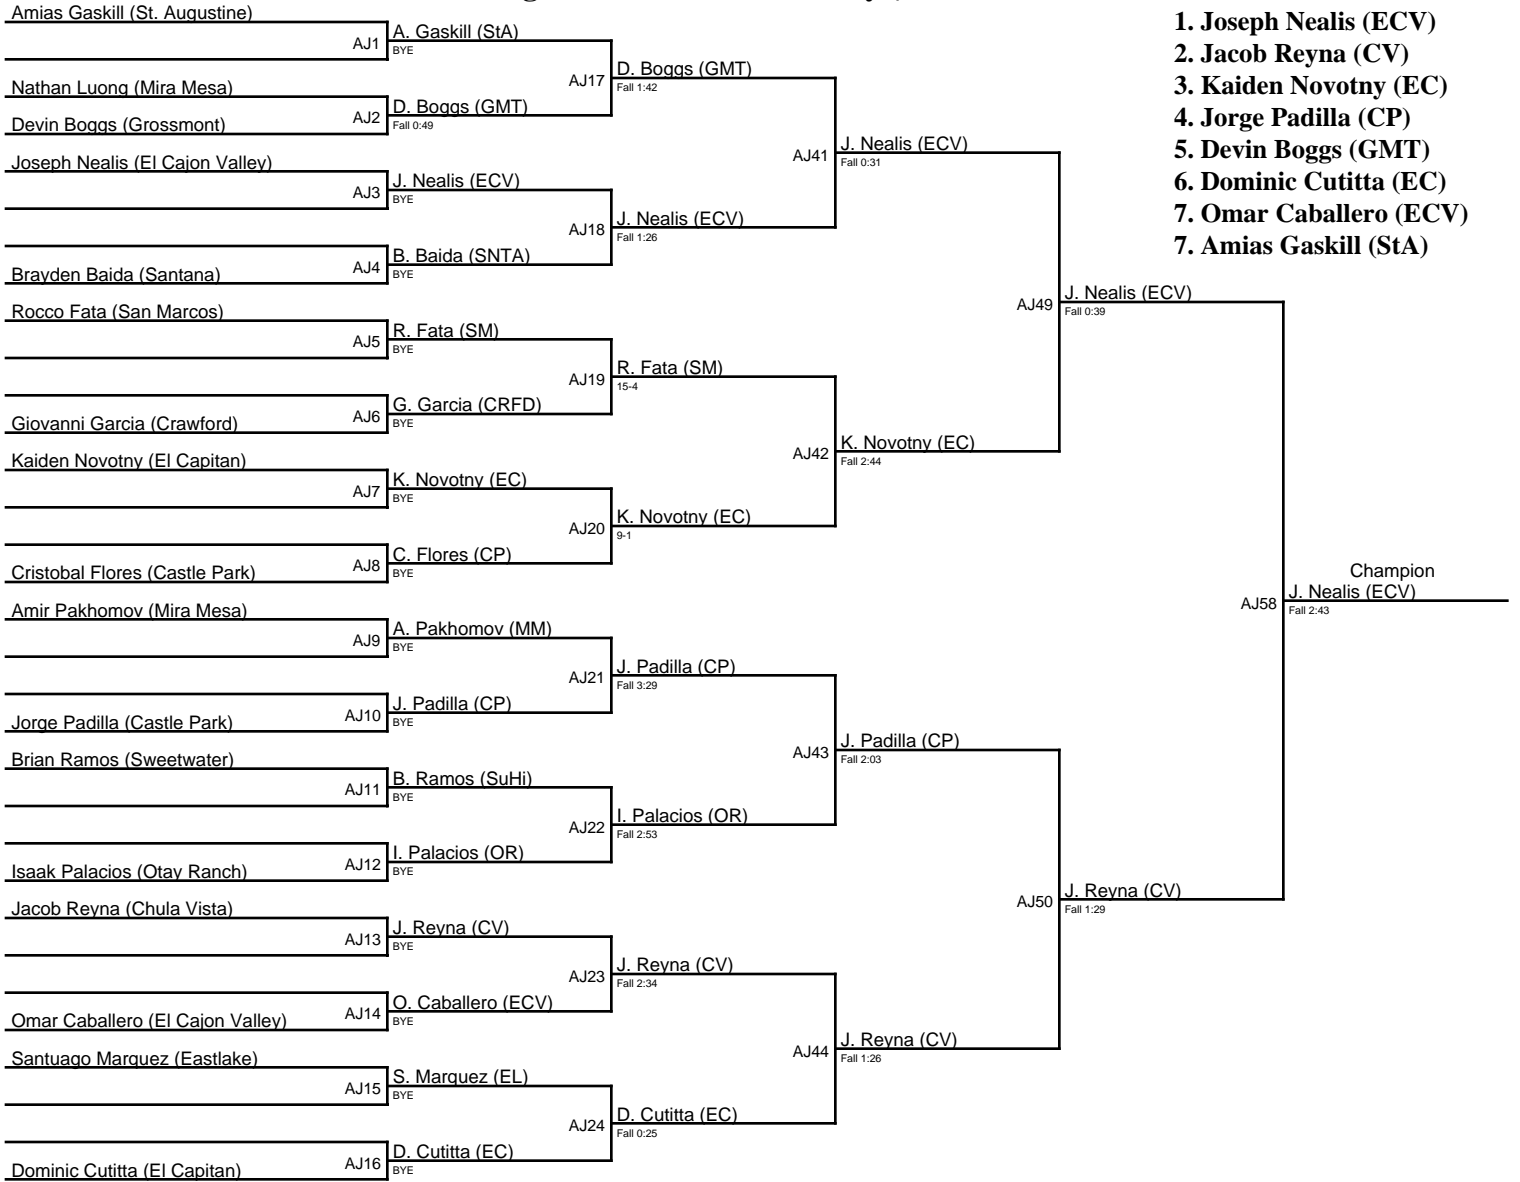 Amias Gaskill (St. Augustine)
AJ1
A. Gaskill (StA)
BYE
Nathan Luong (Mira Mesa)
Devin Boggs (Grossmont)
AJ2
D. Boggs (GMT)
Fall 0:49
AJ17
D. Boggs (GMT)
Fall 1:42
Joseph Nealis (El Cajon Valley)
AJ3
J. Nealis (ECV)
BYE
Brayden Baida (Santana)
AJ4
B. Baida (SNTA)
BYE
AJ18
J. Nealis (ECV)
Fall 1:26
AJ41
J. Nealis (ECV)
Fall 0:31
Rocco Fata (San Marcos)
AJ5
R. Fata (SM)
BYE
Giovanni Garcia (Crawford)
AJ6
G. Garcia (CRFD)
BYE
AJ19
R. Fata (SM)
15-4
Kaiden Novotny (El Capitan)
AJ7
K. Novotny (EC)
BYE
Cristobal Flores (Castle Park)
AJ8
C. Flores (CP)
BYE
AJ20
K. Novotny (EC)
9-1
AJ42
K. Novotny (EC)
Fall 2:44
AJ49
J. Nealis (ECV)
Fall 0:39
Amir Pakhomov (Mira Mesa)
AJ9
A. Pakhomov (MM)
BYE
Jorge Padilla (Castle Park)
AJ10
J. Padilla (CP)
BYE
AJ21
J. Padilla (CP)
Fall 3:29
Brian Ramos (Sweetwater)
AJ11
B. Ramos (SuHi)
BYE
Isaak Palacios (Otay Ranch)
AJ12
I. Palacios (OR)
BYE
AJ22
I. Palacios (OR)
Fall 2:53
AJ43
J. Padilla (CP)
Fall 2:03
Jacob Reyna (Chula Vista)
AJ13
J. Reyna (CV)
BYE
Omar Caballero (El Cajon Valley)
AJ14
O. Caballero (ECV)
BYE
AJ23
J. Reyna (CV)
Fall 2:34
Santuago Marquez (Eastlake)
AJ15
S. Marquez (EL)
BYE
Dominic Cutitta (El Capitan)
AJ16
D. Cutitta (EC)
BYE
AJ24
D. Cutitta (EC)
Fall 0:25
AJ44
J. Reyna (CV)
Fall 1:26
AJ50
J. Reyna (CV)
Fall 1:29
AJ58
Champion
J. Nealis (ECV)
Fall 2:43
1. Joseph Nealis (ECV)
2. Jacob Reyna (CV)
3. Kaiden Novotny (EC)
4. Jorge Padilla (CP)
5. Devin Boggs (GMT)
6. Dominic Cutitta (EC)
7. Omar Caballero (ECV)
7. Amias Gaskill (StA)